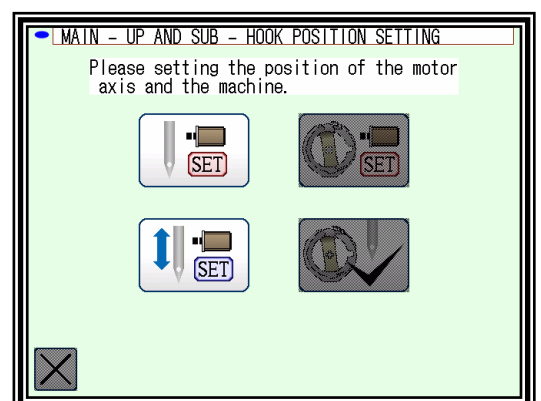 MAIN – UP AND SUB – HOOK POSITION SETTING
Please setting the position of the motor
axis and the machine.
SET
SET
SET